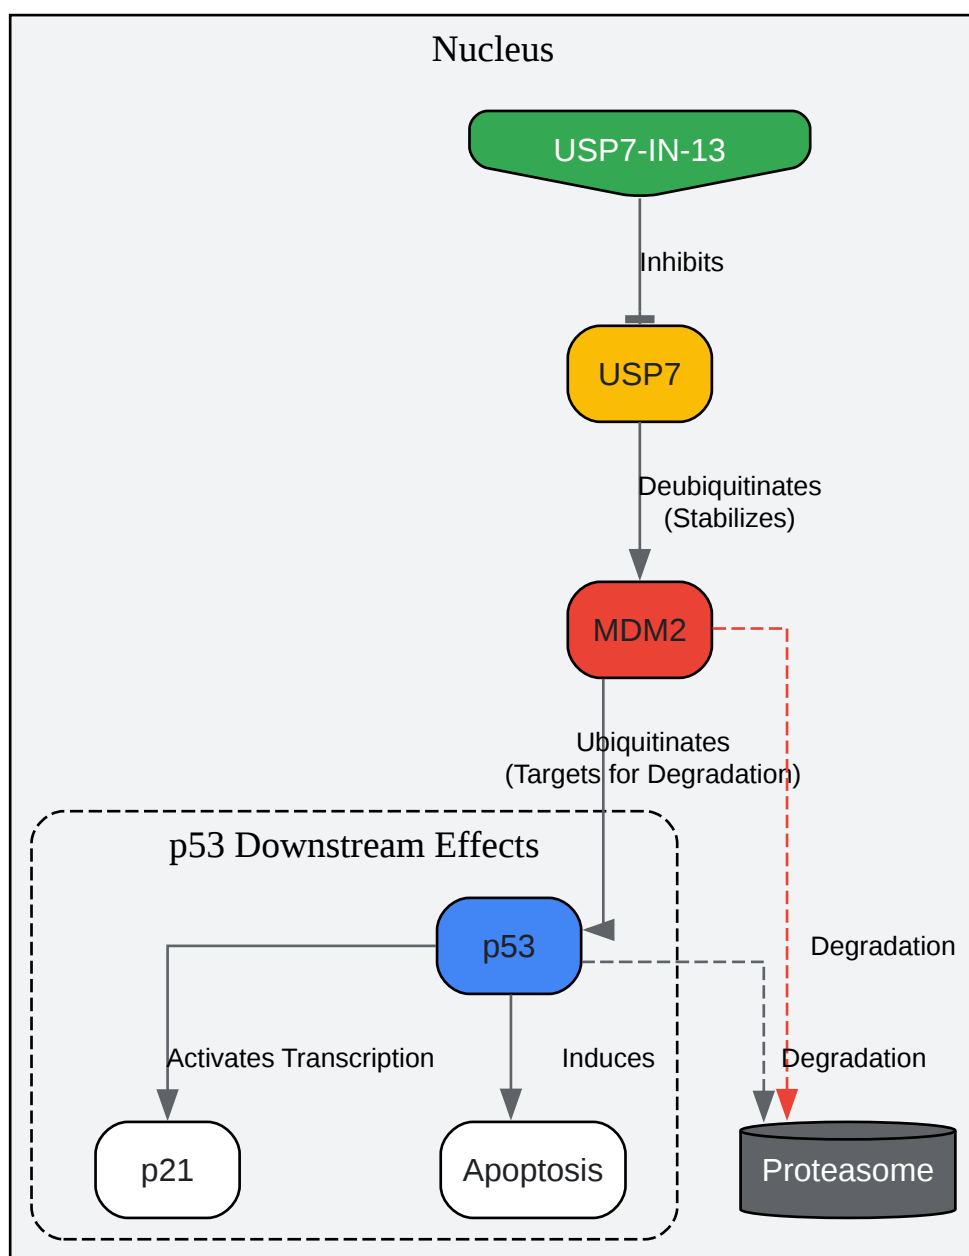 Nucleus
USP7-IN-13
Inhibits
USP7
Deubiquitinates
(Stabilizes)
MDM2
Ubiquitinates
(Targets for Degradation)
p53 Downstream Effects
p53
Degradation
Activates Transcription
Induces
Degradation
p21
Apoptosis
Proteasome